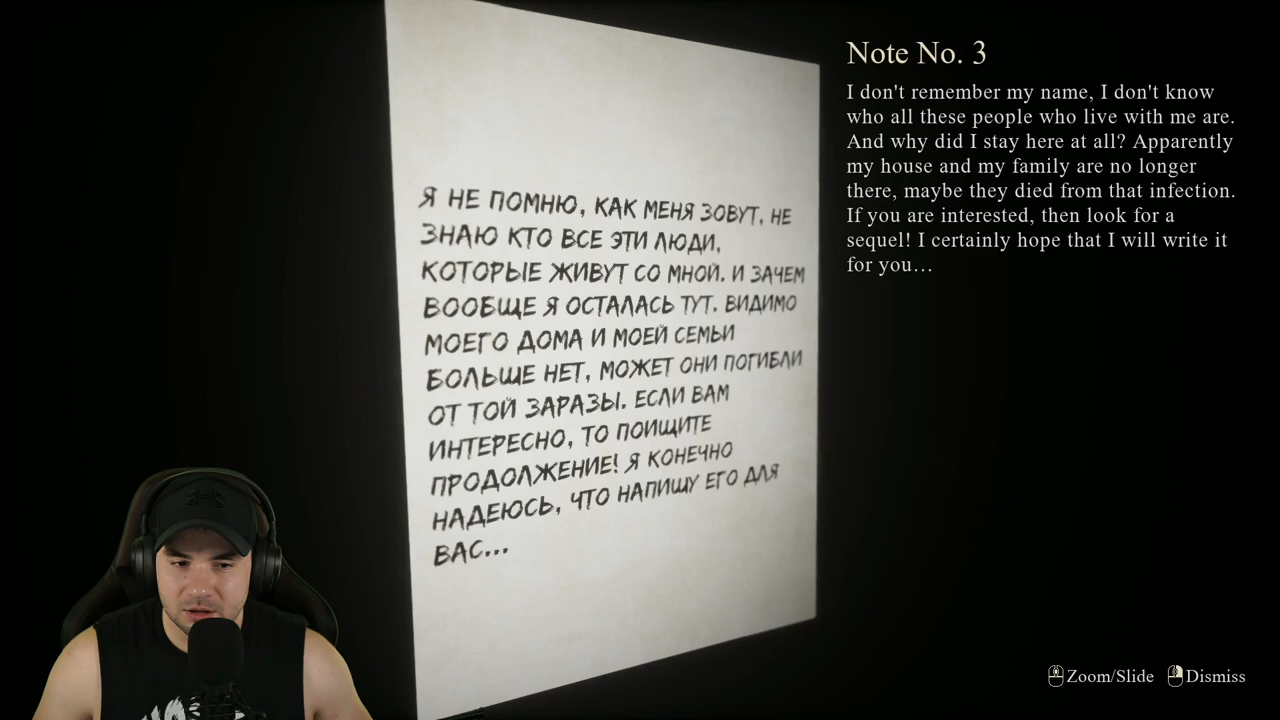 Я НЕ ПОМНЮ, КАК МЕНЯ ЗОВУТ, НЕ
ЗНАЮ КТО ВСЕ ЭТИ ЛЮДИ,
КОТОРЫЕ ЖИВУТ СО МНОЙ. И ЗАЧЕМ
ВООБЩЕ Я ОСТАЛАСЬ ТУТ. ВИДИМО
МОЕГО ДОМА И МОЕЙ СЕМЬИ
БОЛЬШЕ НЕТ, МОЖЕТ ОНИ ПОГИБЛИ
ОТ ТОЙ ЗАРАЗЫ. ЕСЛИ ВАМ
ИНТЕРЕСНО, ТО ПОИЩИТЕ
ПРОДОЛЖЕНИЕ! Я КОНЕЧНО
НАДЕЮСЬ, ЧТО НАПИШУ ЕГО ДЛЯ
ВАС...
Note No. 3
I don't remember my name, I don't know
who all these people who live with me are.
And why did I stay here at all? Apparently
my house and my family are no longer
there, maybe they died from that infection.
If you are interested, then look for a
sequel! I certainly hope that I will write it
for you…
Zoom/Slide Dismiss